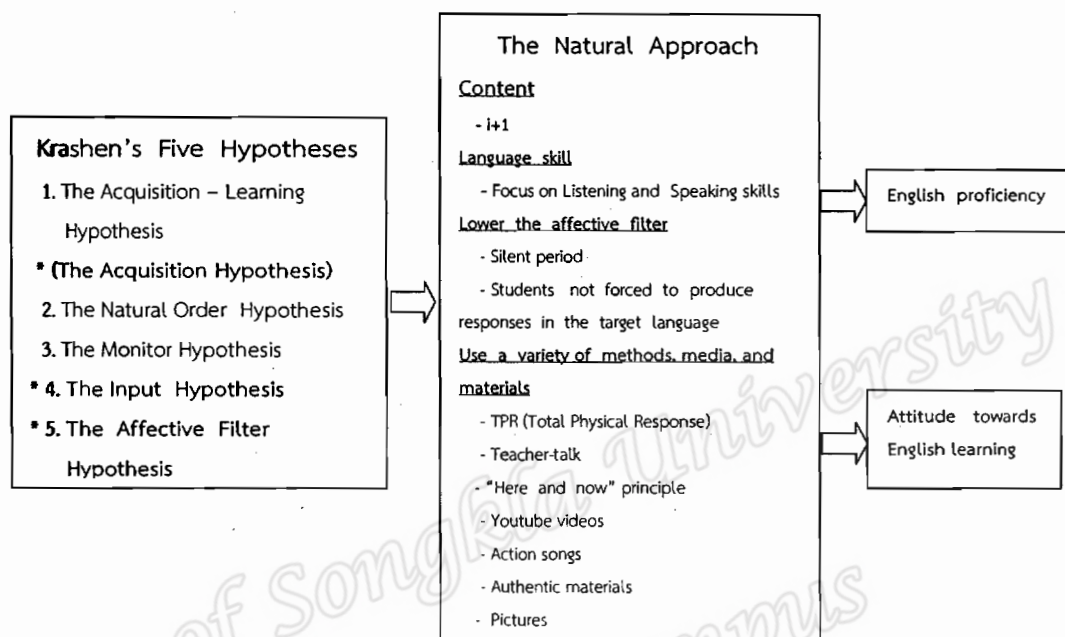 Krashen's Five Hypotheses
1. The Acquisition – Learning
Hypothesis
* (The Acquisition Hypothesis)
2. The Natural Order Hypothesis
3. The Monitor Hypothesis
* 4. The Input Hypothesis
* 5. The Affective Filter
Hypothesis
The Natural Approach
Content
- i+1
Language skill
- Focus on Listening and Speaking skills
Lower the affective filter
- Silent period
- Students not forced to produce
responses in the target language
Use a variety of methods, media, and
materials
- TPR (Total Physical Response)
- Teacher-talk
- "Here and now" principle
- Youtube videos
- Action songs
- Authentic materials
- Pictures
English proficiency
Attitude towards
English learning
of Songkla University